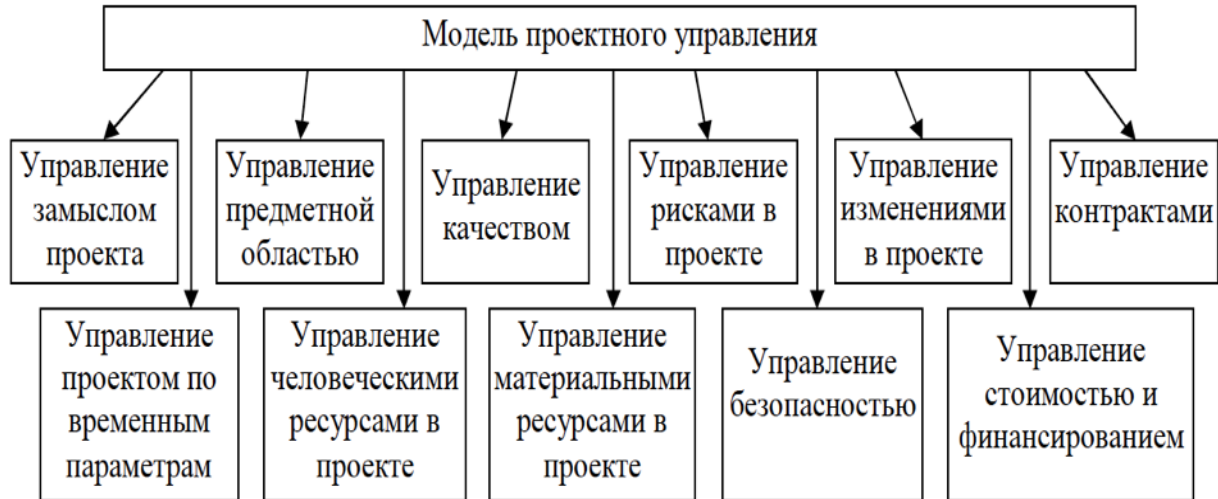 Модель проектного управления
Управление
замыслом
проекта
Управление
предметной
областью
Управление
качеством
Управление
рисками в
проекте
Управление
изменениями
в проекте
Управление
контрактами
Управление
проектом по
временным
параметрам
Управление
человеческими
ресурсами в
проекте
Управление
материальными
ресурсами в
проекте
Управление
безопасностью
Управление
стоимостью и
финансированием